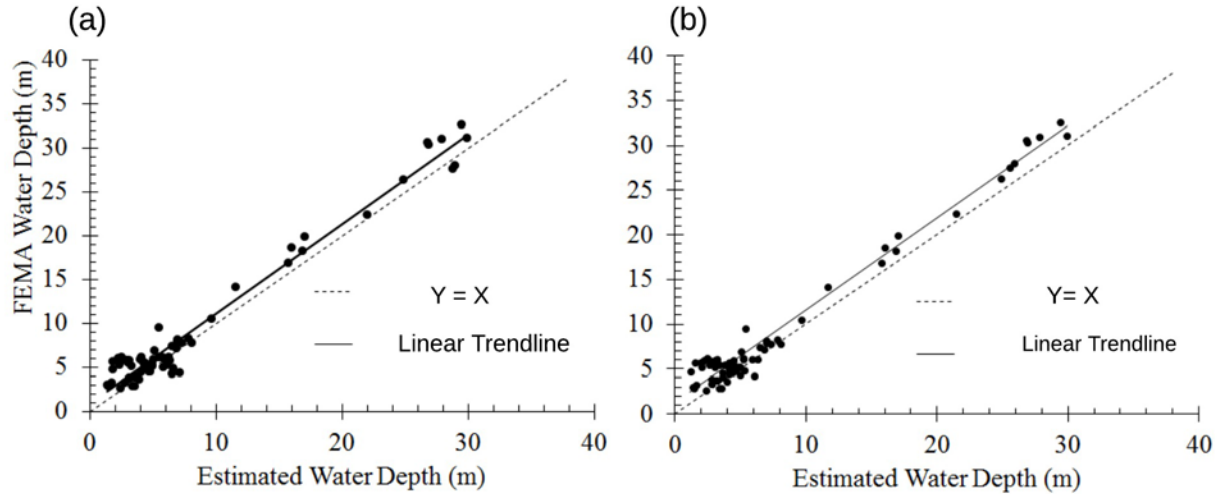 (a)
FEMA Water Depth (m)
40
35
30
25
20
15
10
5
0
0 10 20 30 40
Estimated Water Depth (m)
Y = X
Linear Trendline
(b)
40
35
30
25
20
15
10
5
0
0 10 20 30 40
Estimated Water Depth (m)
Y= X
Linear Trendline